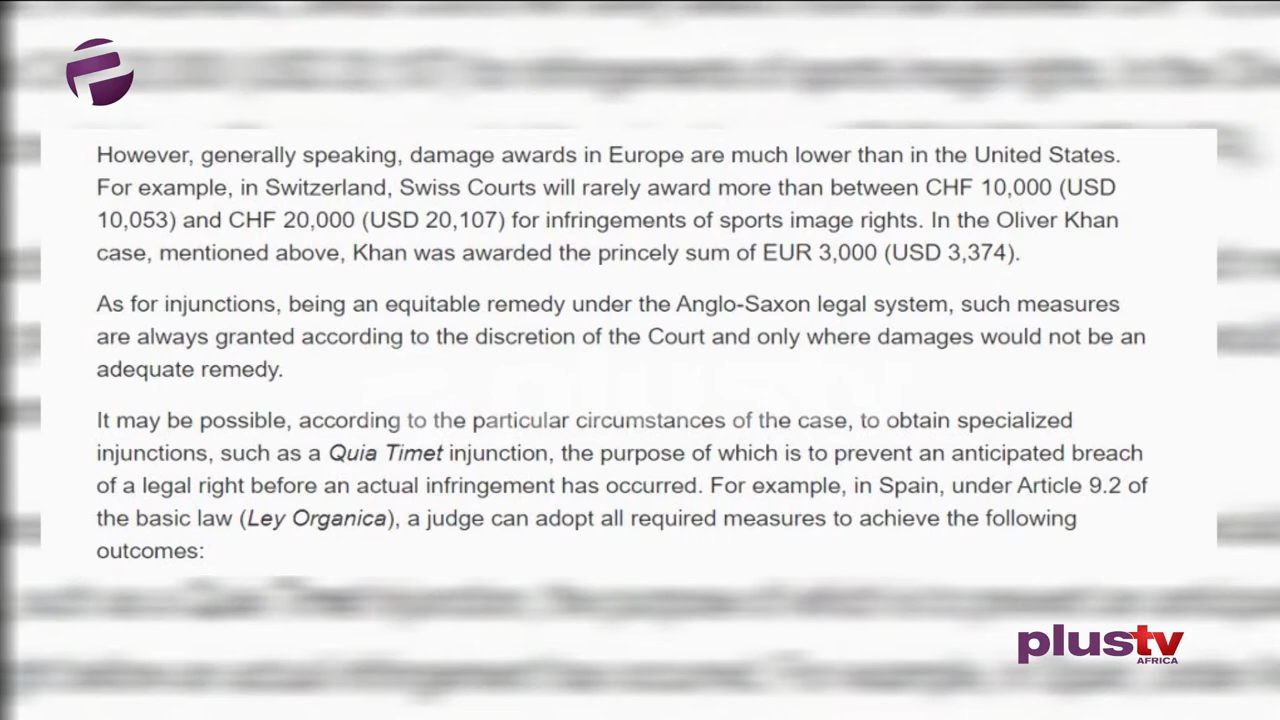 However, generally speaking, damage awards in Europe are much lower than in the United States.
For example, in Switzerland, Swiss Courts will rarely award more than between CHF 10,000 (USD
10,053) and CHF 20,000 (USD 20,107) for infringements of sports image rights. In the Oliver Khan
case, mentioned above, Khan was awarded the princely sum of EUR 3,000 (USD 3,374).
As for injunctions, being an equitable remedy under the Anglo-Saxon legal system, such measures
are always granted according to the discretion of the Court and only where damages would not be an
adequate remedy.
It may be possible, according to the particular circumstances of the case, to obtain specialized
injunctions, such as a Quia Timet injunction, the purpose of which is to prevent an anticipated breach
of a legal right before an actual infringement has occurred. For example, in Spain, under Article 9.2 of
the basic law (Ley Organica), a judge can adopt all required measures to achieve the following
outcomes:
plustv
AFRICA